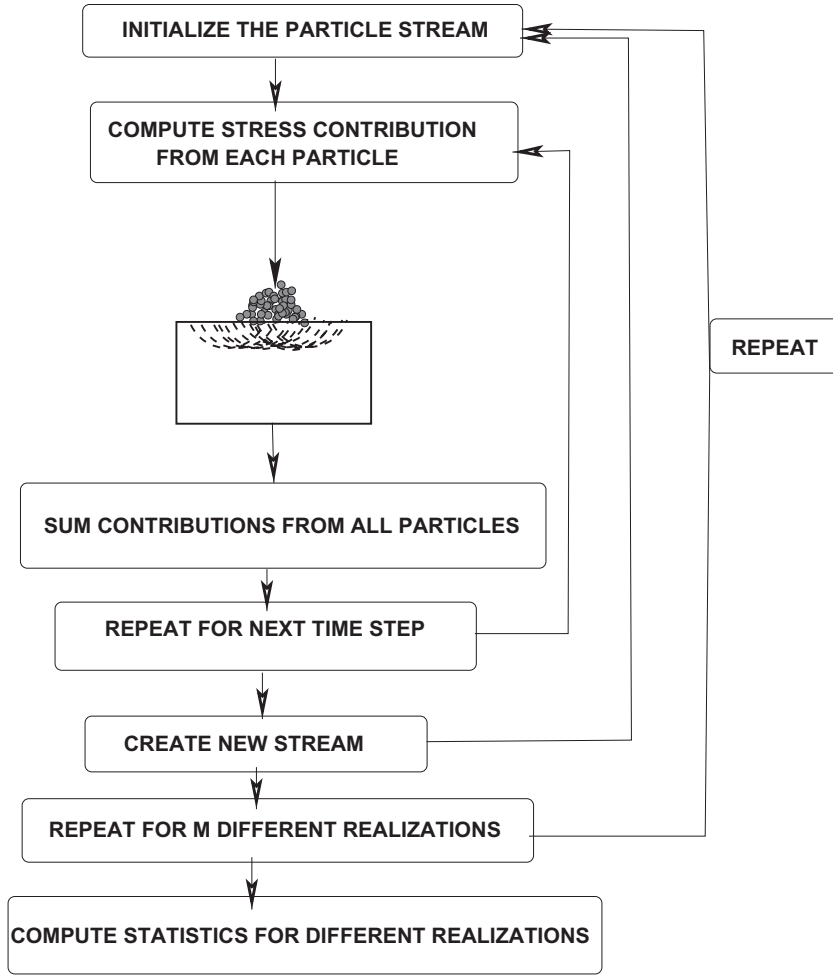 INITIALIZE THE PARTICLE STREAM
COMPUTE STRESS CONTRIBUTION
FROM EACH PARTICLE
REPEAT
SUM CONTRIBUTIONS FROM ALL PARTICLES
REPEAT FOR NEXT TIME STEP
CREATE NEW STREAM
REPEAT FOR M DIFFERENT REALIZATIONS
COMPUTE STATISTICS FOR DIFFERENT REALIZATIONS